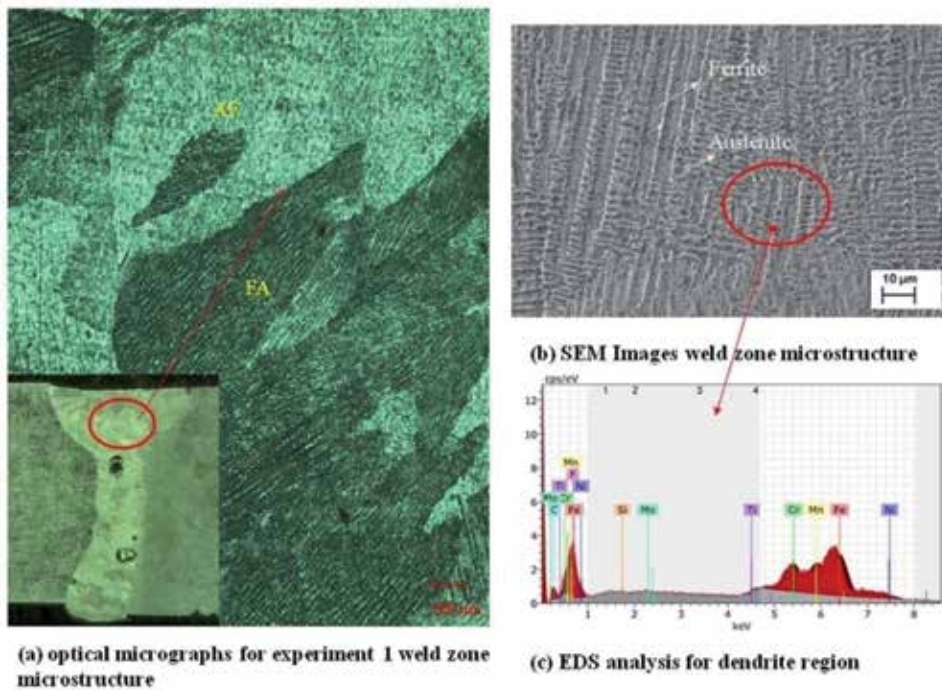 AF
FA
(a) optical micrographs for experiment 1 weld zone
microstructure
Ferrite
Austenite
10 µm
(b) SEM Images weld zone microstructure
cps/eV
1 2 3 4
12
10
8
6
4
2
0
Mn
F
Ti Ni
Mo Cr
C Fe Si Mo Ti Cr Mn Fe Ni
1 2 3 4 5 6 7 8
keV
(c) EDS analysis for dendrite region